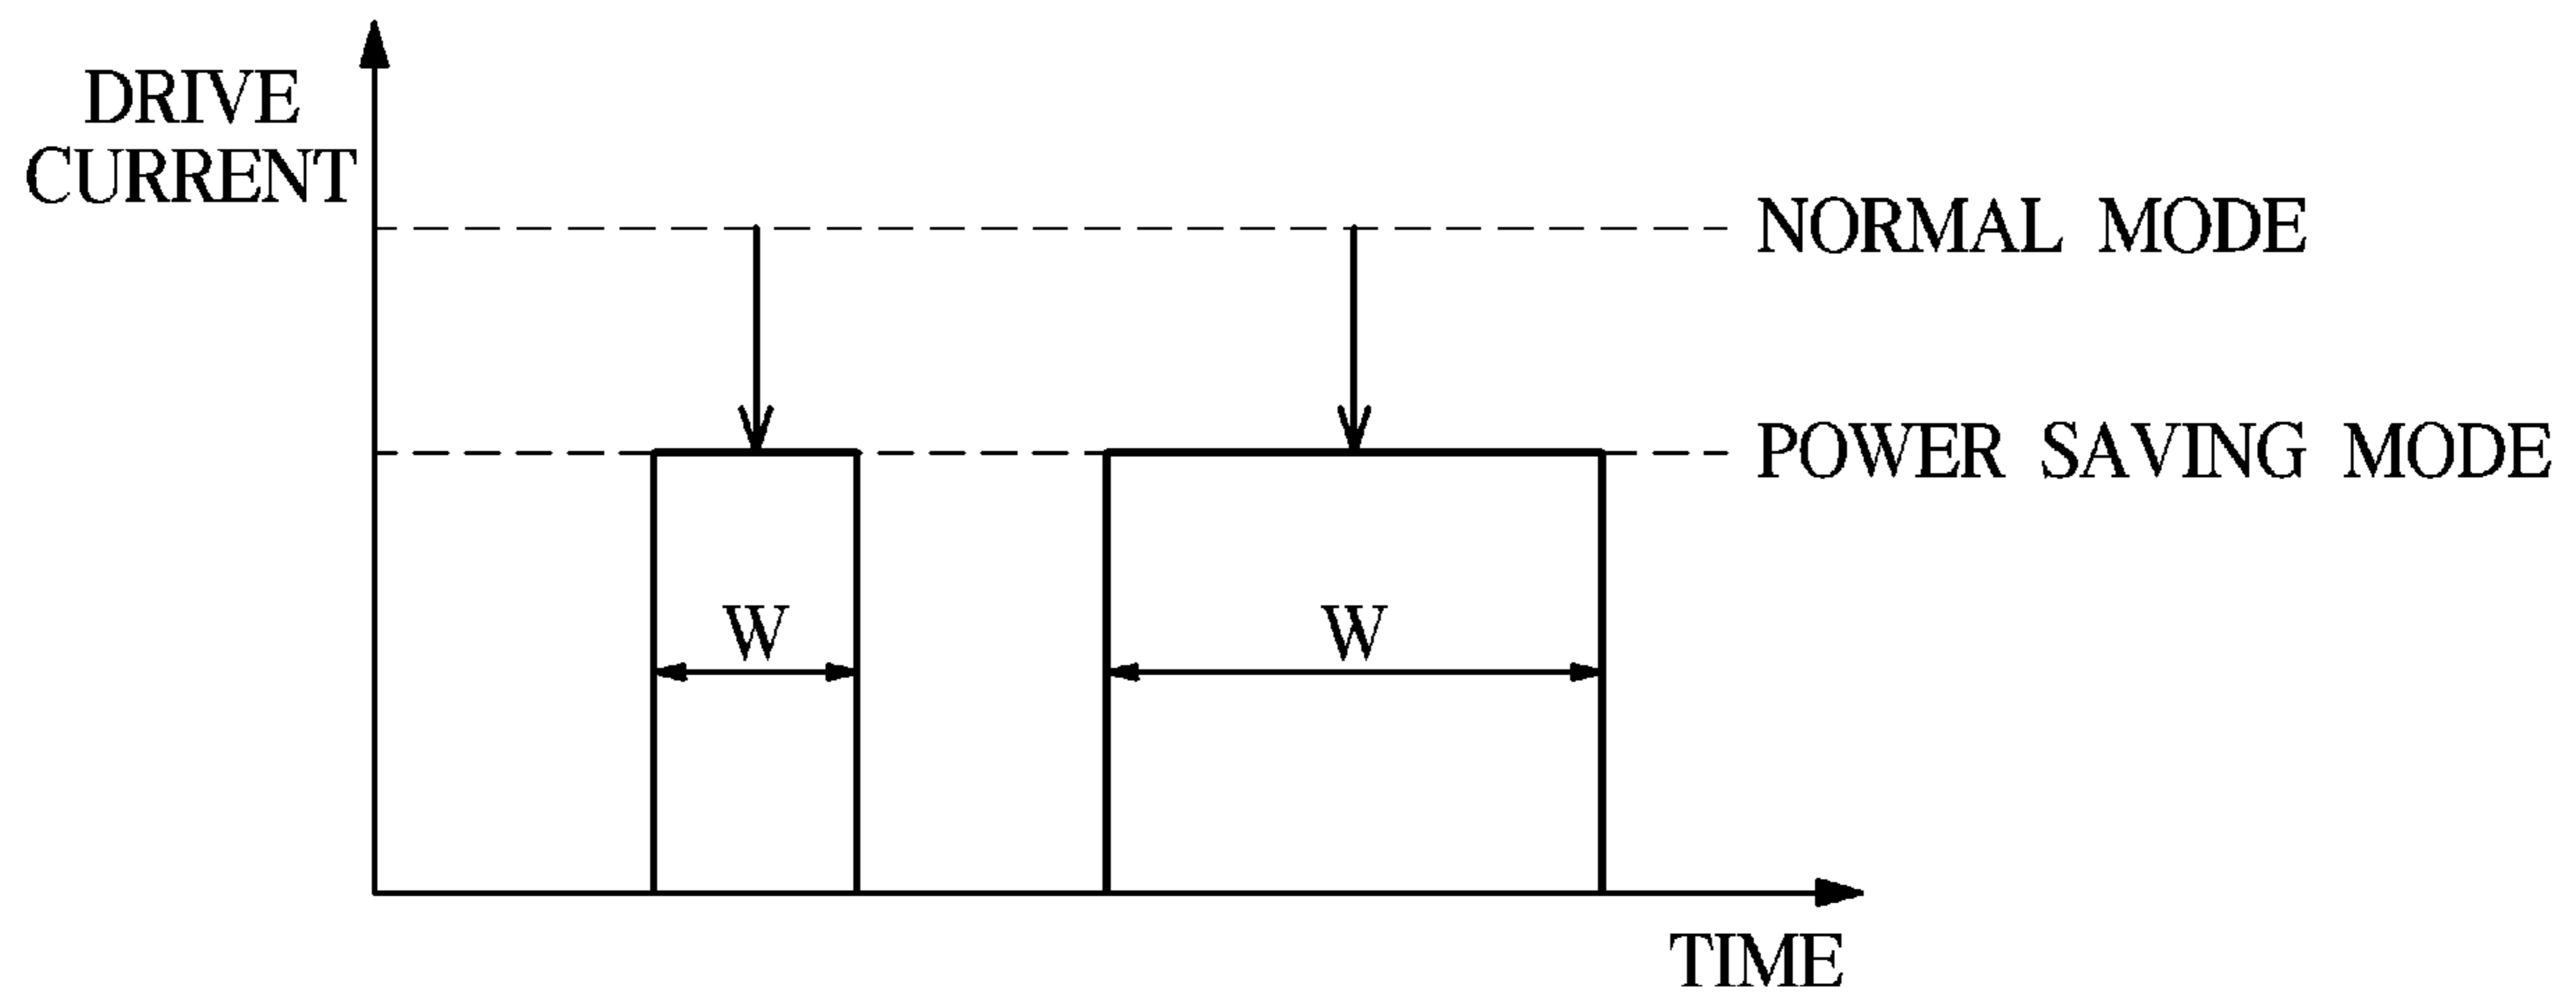 DRIVE
CURRENT
NORMAL MODE
POWER SAVING MODE
W
W
TIME